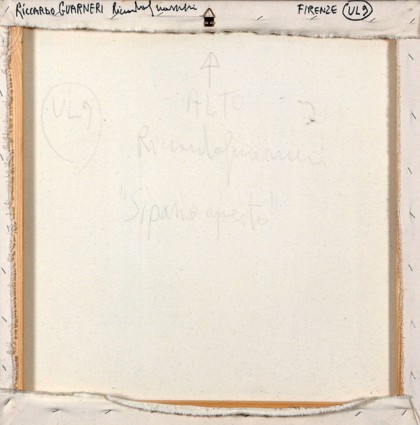 RICCARDO GUARNERI Riccardo Guarneri FIRENZE UL9
ALTO
UL9
Riccardo Guarneri
"Sipario aperto"